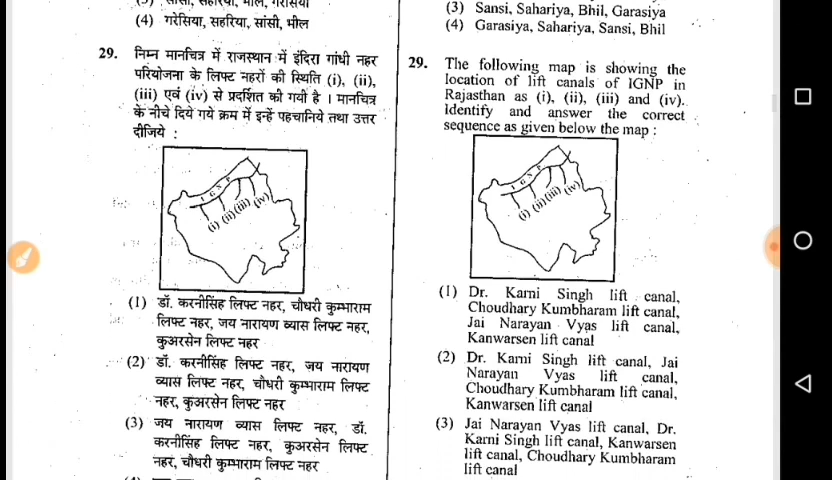 (4) गरेसिया, सहरिया, सांसी, भील
29. निम्न मानचित्र में राजस्थान में इंदिरा गांधी नहर
परियोजना के लिफ्ट नहरों की स्थिति (i), (ii),
(iii) एवं (iv) से प्रदर्शित की गयी है । मानचित्र
के नीचे दिये गये क्रम में इन्हें पहचानिये तथा उत्तर
दीजिये :
I G N P
(i) (ii) (iii) (iv)
(1) डॉ. करनीसिंह लिफ्ट नहर, चौधरी कुम्भाराम
लिफ्ट नहर, जय नारायण व्यास लिफ्ट नहर,
कुअरसेन लिफ्ट नहर
(2) डॉ. करनीसिंह लिफ्ट नहर, जय नारायण
व्यास लिफ्ट नहर, चौधरी कुम्भाराम लिफ्ट
नहर, कुअरसेन लिफ्ट नहर
(3) जय नारायण व्यास लिफ्ट नहर, डॉ.
करनीसिंह लिफ्ट नहर, कुअरसेन लिफ्ट
नहर, चौधरी कुम्भाराम लिफ्ट नहर
(3) Sansi, Sahariya, Bhil, Garasiya
(4) Garasiya, Sahariya, Sansi, Bhil
29. The following map is showing the
location of lift canals of IGNP in
Rajasthan as (i), (ii), (iii) and (iv).
Identify and answer the correct
sequence as given below the map :
I G N P
(i) (ii) (iii) (iv)
(1) Dr. Karni Singh lift canal,
Choudhary Kumbharam lift canal,
Jai Narayan Vyas lift canal,
Kanwarsen lift canal
(2) Dr. Karni Singh lift canal, Jai
Narayan Vyas lift canal,
Choudhary Kumbharam lift canal,
Kanwarsen lift canal
(3) Jai Narayan Vyas lift canal, Dr.
Karni Singh lift canal, Kanwarsen
lift canal, Choudhary Kumbharam
lift canal